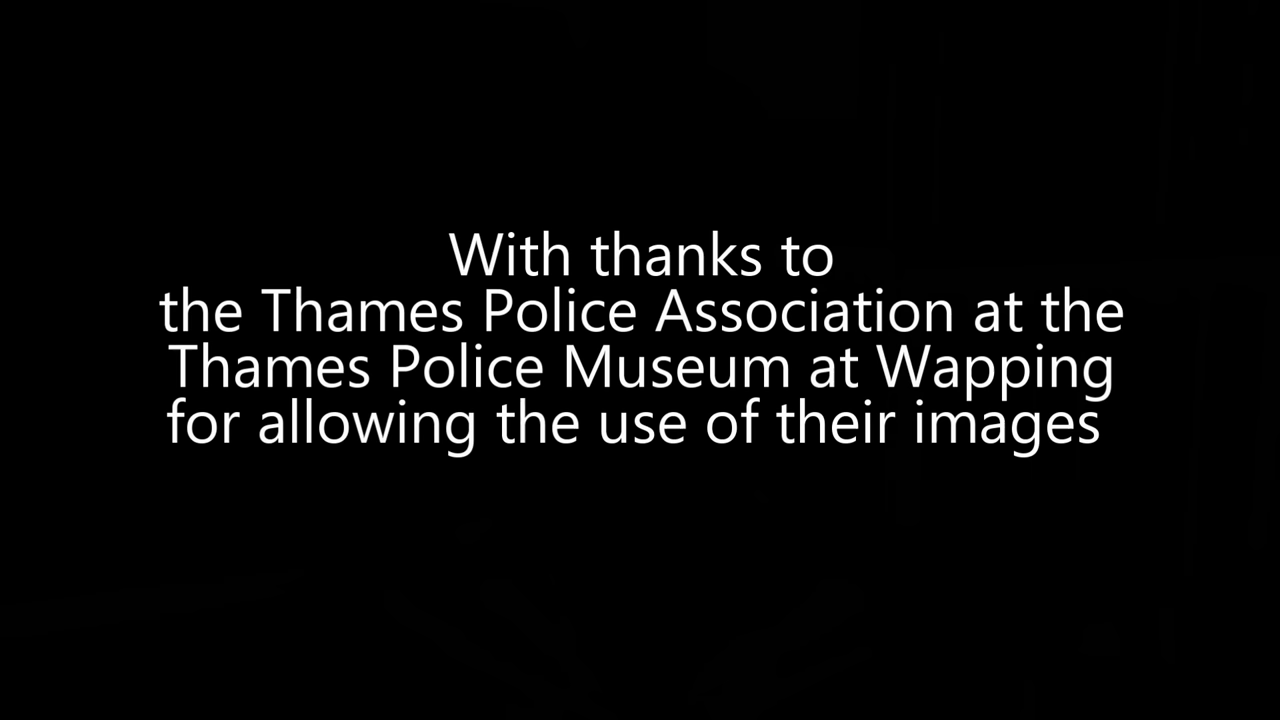 With thanks to
the Thames Police Association at the
Thames Police Museum at Wapping
for allowing the use of their images